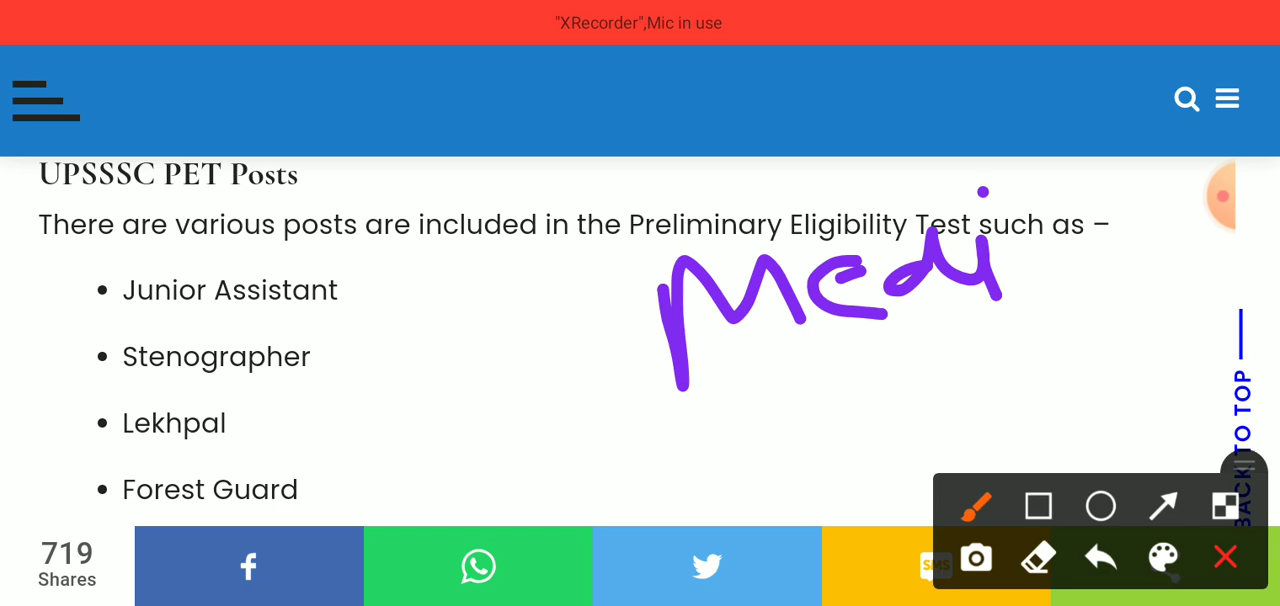 "XRecorder",Mic in use
UPSSSC PET Posts
There are various posts are included in the Preliminary Eligibility Test such as –
Medi
• Junior Assistant
• Stenographer
• Lekhpal
• Forest Guard
BACK TO TOP
719
Shares
SMS